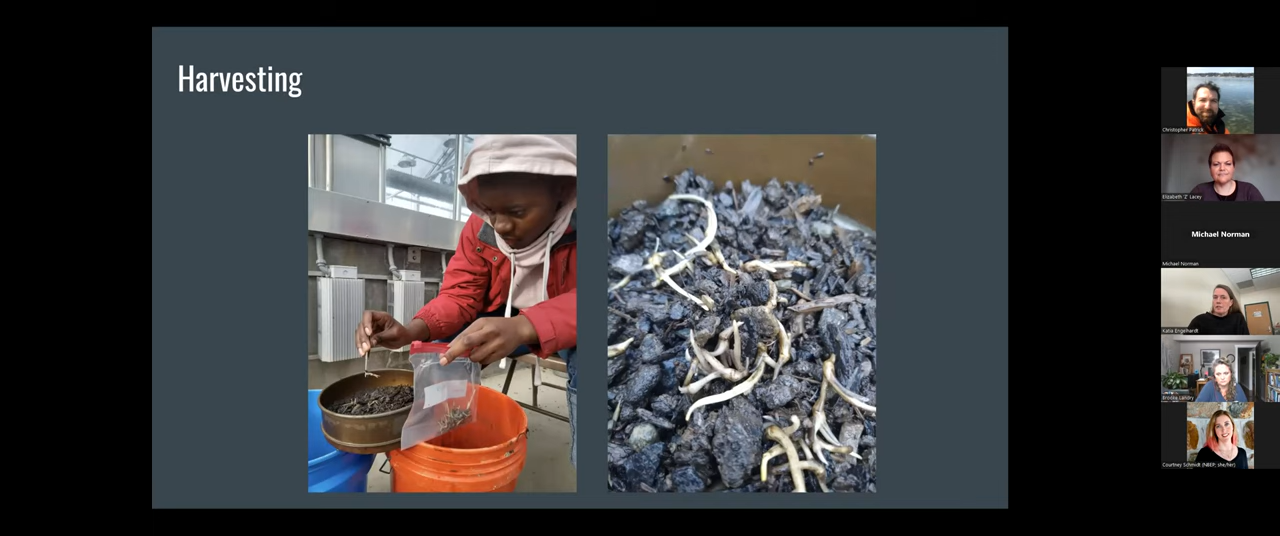 Harvesting
Christopher Patrick
Elizabeth 'Z' Lacey
Michael Norman
Michael Norman
Katia Engelhardt
Brooke Landry
Courtney Schmidt (NBEP; she/her)